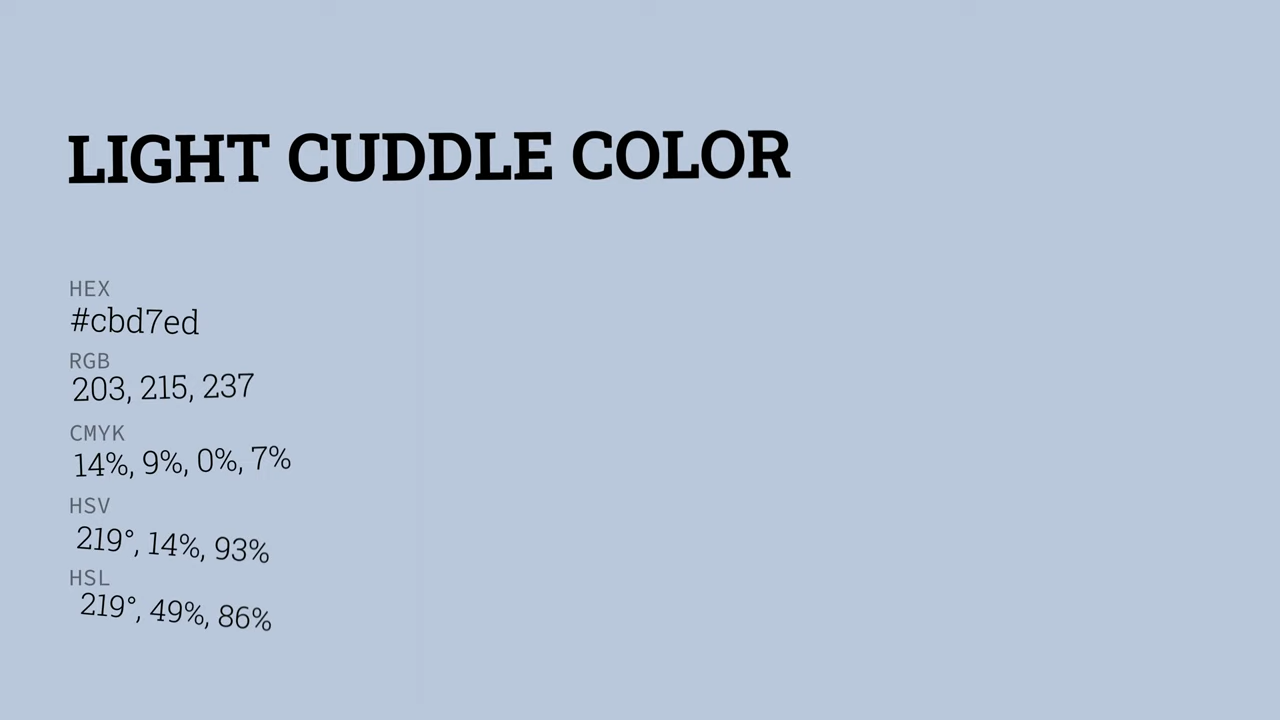 LIGHT CUDDLE COLOR
HEX
#cbd7ed
RGB
203, 215, 237
CMYK
14%, 9%, 0%, 7%
HSV
219°, 14%, 93%
HSL
219°, 49%, 86%